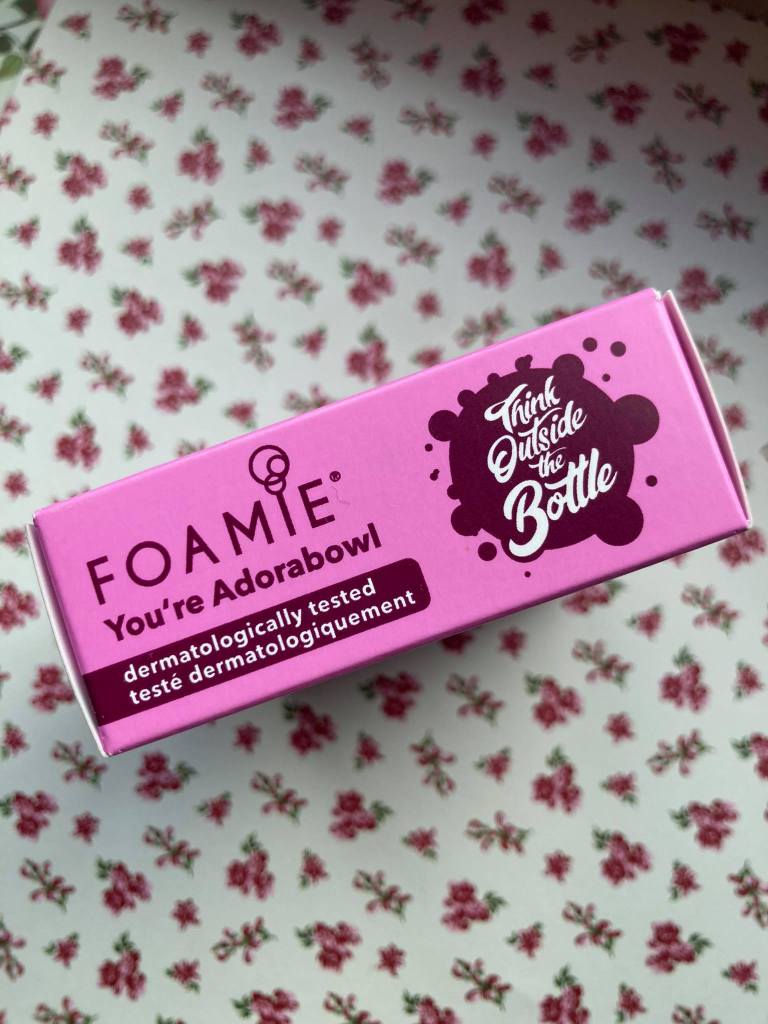 FOAMIE
You're Adorabowl
dermatologically tested
testé dermatologiquement
Think
Outside
the
Bottle